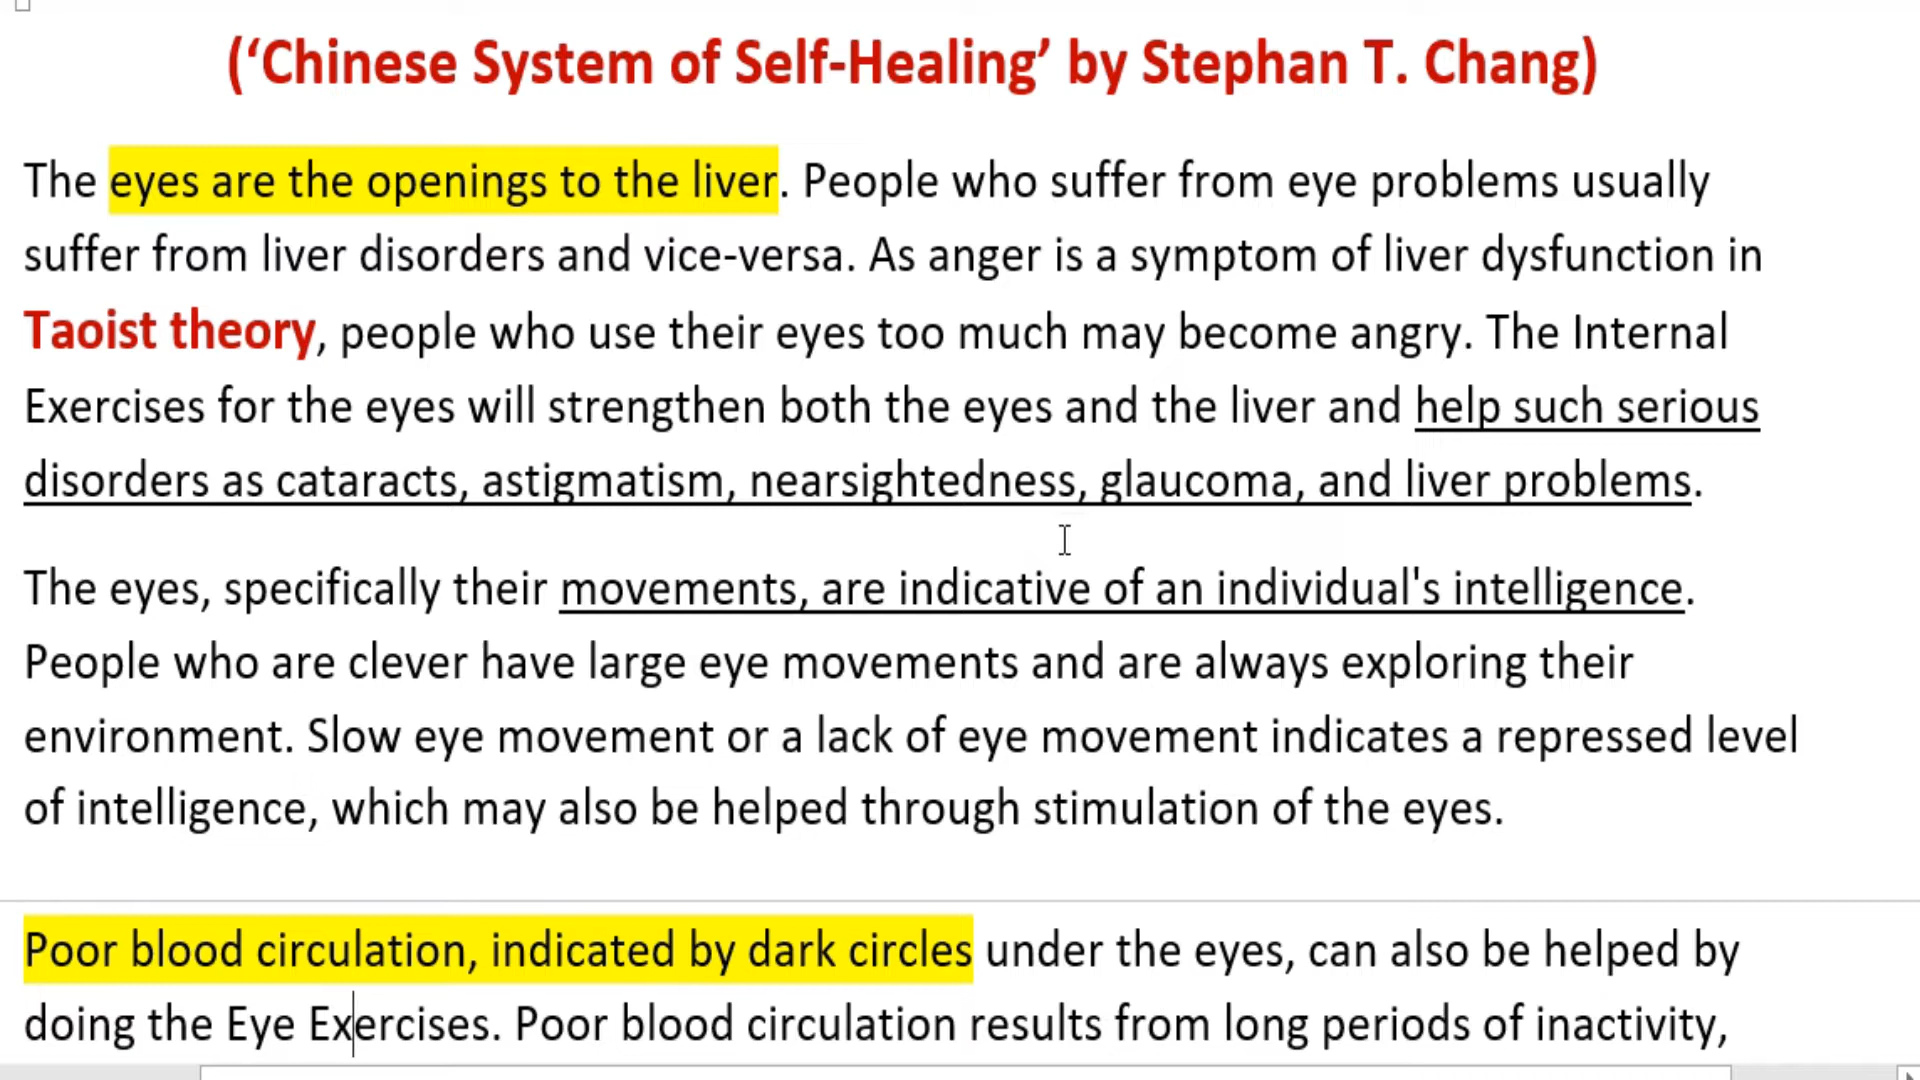 (‘Chinese System of Self-Healing’ by Stephan T. Chang)
The eyes are the openings to the liver. People who suffer from eye problems usually
suffer from liver disorders and vice-versa. As anger is a symptom of liver dysfunction in
Taoist theory, people who use their eyes too much may become angry. The Internal
Exercises for the eyes will strengthen both the eyes and the liver and help such serious
disorders as cataracts, astigmatism, nearsightedness, glaucoma, and liver problems.
The eyes, specifically their movements, are indicative of an individual's intelligence.
People who are clever have large eye movements and are always exploring their
environment. Slow eye movement or a lack of eye movement indicates a repressed level
of intelligence, which may also be helped through stimulation of the eyes.
Poor blood circulation, indicated by dark circles under the eyes, can also be helped by
doing the Eye Exercises. Poor blood circulation results from long periods of inactivity,